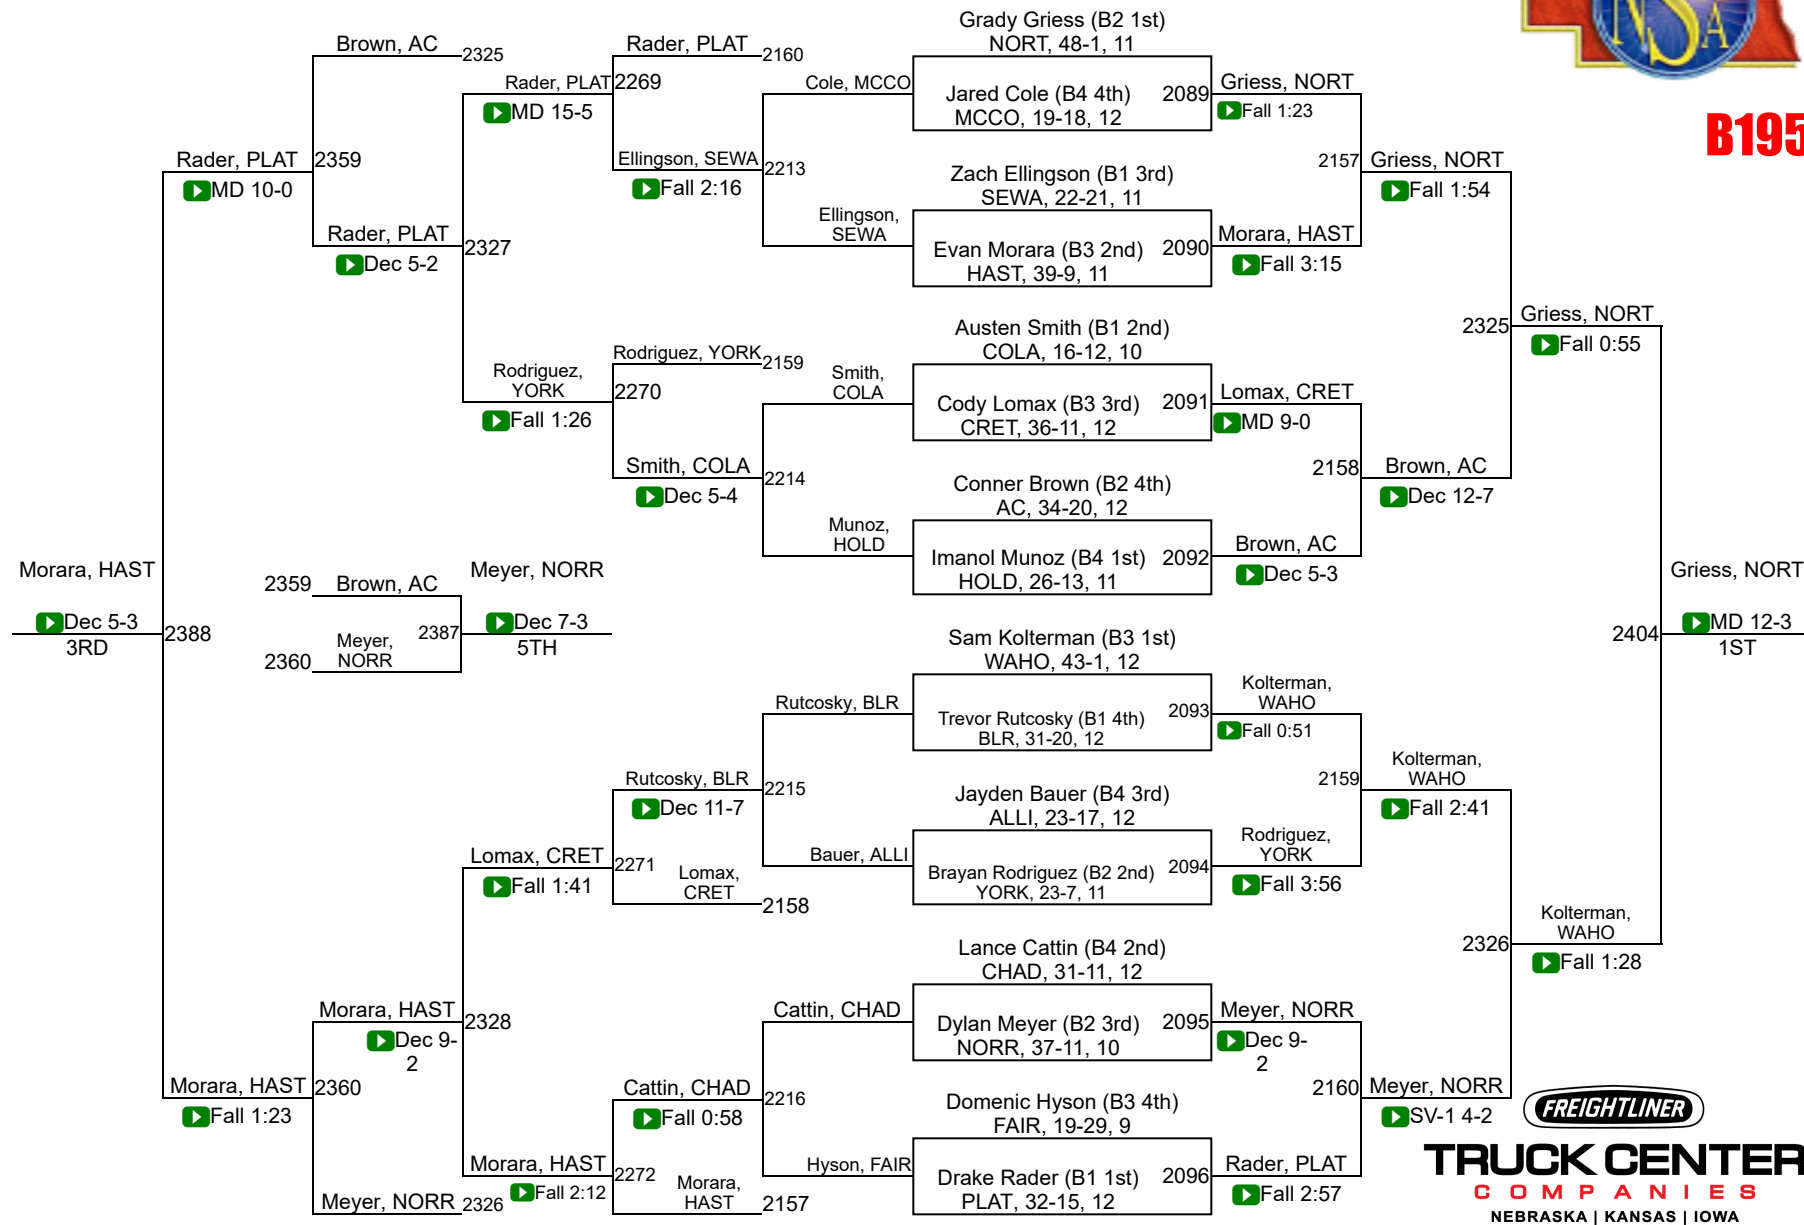 Grady Griess (B2 1st)
NORT, 48-1, 11
Brown, AC
2325
Rader, PLAT
2160
Rader, PLAT
2269
Cole, MCCO
Jared Cole (B4 4th)
MCCO, 19-18, 12
2089
Griess, NORT
Fall 1:23
MD 15-5
B195
Rader, PLAT
2359
MD 10-0
Ellingson, SEWA
2213
Fall 2:16
Zach Ellingson (B1 3rd)
SEWA, 22-21, 11
2157
Griess, NORT
Fall 1:54
Rader, PLAT
2327
Dec 5-2
Ellingson,
SEWA
Evan Morara (B3 2nd)
HAST, 39-9, 11
2090
Morara, HAST
Fall 3:15
Austen Smith (B1 2nd)
COLA, 16-12, 10
2325
Griess, NORT
Fall 0:55
Rodriguez, YORK
2159
Rodriguez,
YORK
2270
Fall 1:26
Smith,
COLA
Cody Lomax (B3 3rd)
CRET, 36-11, 12
2091
Lomax, CRET
MD 9-0
Smith, COLA
2214
Dec 5-4
Conner Brown (B2 4th)
AC, 34-20, 12
2158
Brown, AC
Dec 12-7
Munoz,
HOLD
Imanol Munoz (B4 1st)
HOLD, 26-13, 11
2092
Brown, AC
Dec 5-3
Morara, HAST
Dec 5-3
3RD
2388
2359
Brown, AC
Meyer,
NORR
2360
2387
Meyer, NORR
Dec 7-3
5TH
Griess, NORT
2404
MD 12-3
1ST
Sam Kolterman (B3 1st)
WAHO, 43-1, 12
Rutcosky, BLR
Trevor Rutcosky (B1 4th)
BLR, 31-20, 12
2093
Kolterman,
WAHO
Fall 0:51
Rutcosky, BLR
2215
Dec 11-7
Jayden Bauer (B4 3rd)
ALLI, 23-17, 12
2159
Kolterman,
WAHO
Fall 2:41
Lomax, CRET
2271
Fall 1:41
Lomax,
CRET
2158
Bauer, ALLI
Brayan Rodriguez (B2 2nd)
YORK, 23-7, 11
2094
Rodriguez,
YORK
Fall 3:56
Lance Cattin (B4 2nd)
CHAD, 31-11, 12
2326
Kolterman,
WAHO
Fall 1:28
Morara, HAST
2328
Dec 9-
2
Cattin, CHAD
Dylan Meyer (B2 3rd)
NORR, 37-11, 10
2095
Meyer, NORR
Dec 9-
2
Morara, HAST
2360
Fall 1:23
Cattin, CHAD
2216
Fall 0:58
Domenic Hyson (B3 4th)
FAIR, 19-29, 9
2160
Meyer, NORR
SV-1 4-2
Morara, HAST
2272
Fall 2:12
Morara,
HAST
2157
Hyson, FAIR
Drake Rader (B1 1st)
PLAT, 32-15, 12
2096
Rader, PLAT
Fall 2:57
Meyer, NORR
2326
NSA
FREIGHTLINER
TRUCK CENTER
COMPANIES
NEBRASKA | KANSAS | IOWA